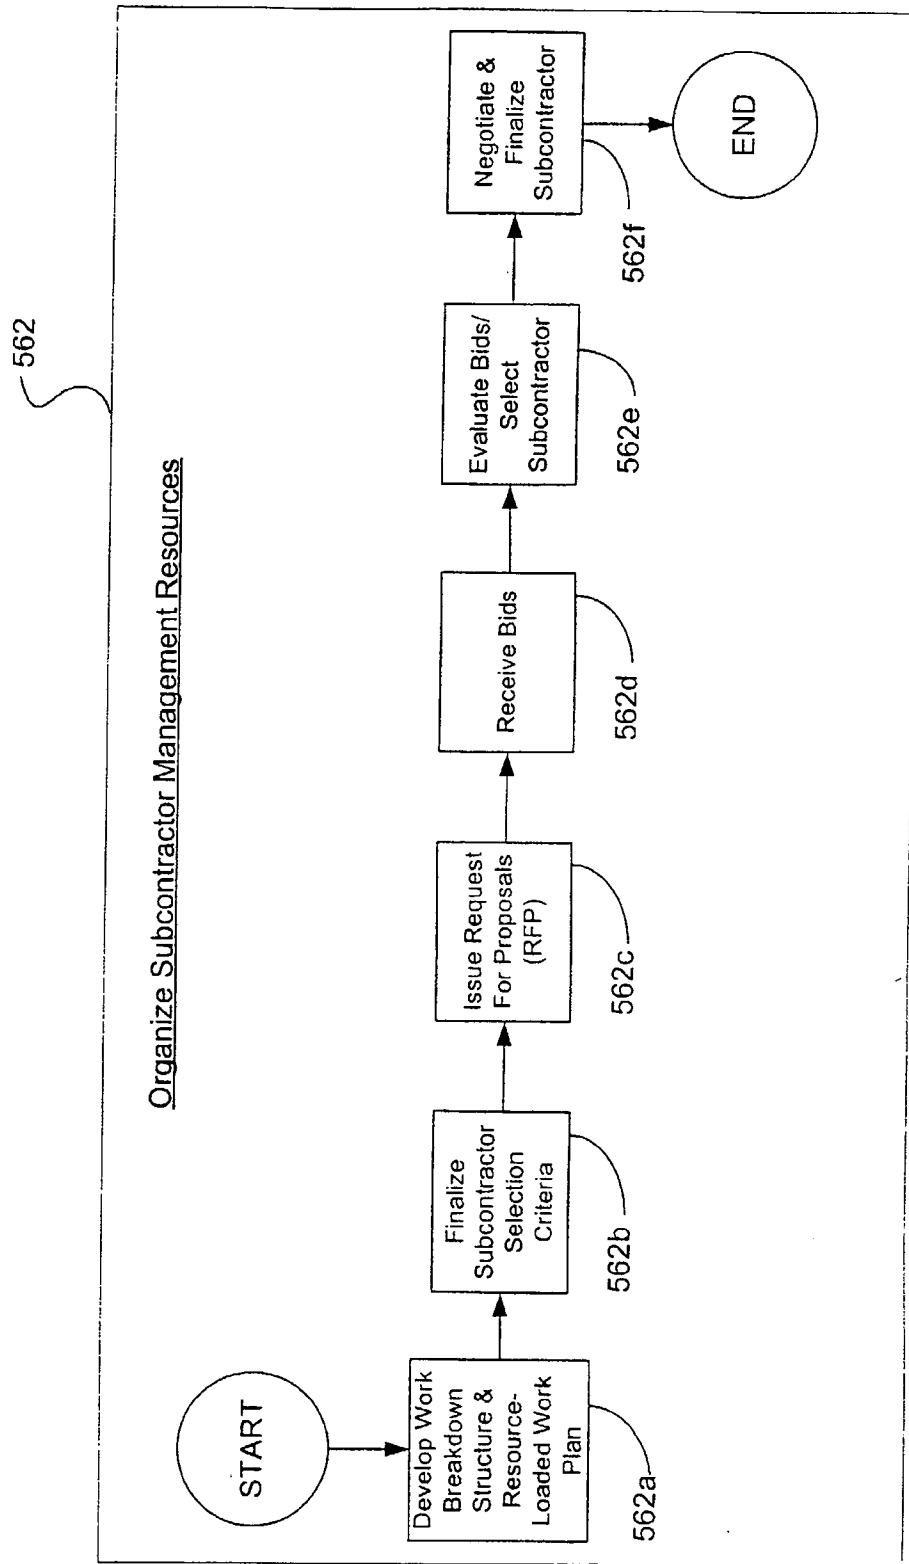 562
Organize Subcontractor Management Resources
START
Develop Work
Breakdown
Structure &
Resource-
Loaded Work
Plan
562a
Finalize
Subcontractor
Selection
Criteria
562b
Issue Request
For Proposals
(RFP)
562c
Receive Bids
562d
Evaluate Bids/
Select
Subcontractor
562e
Negotiate &
Finalize
Subcontractor
562f
END